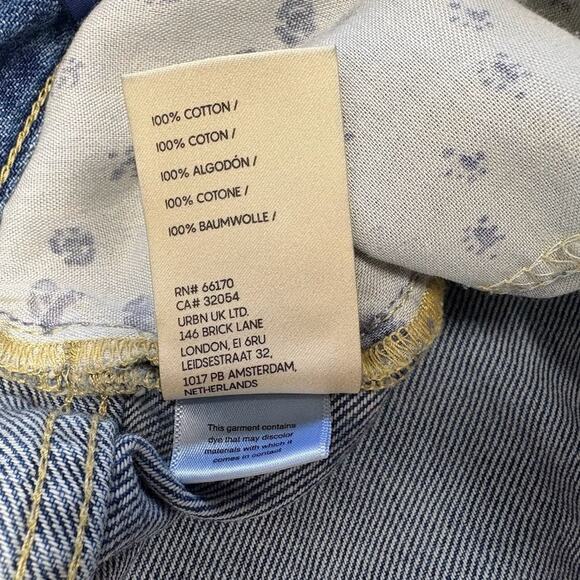 100% COTTON /
100% COTON /
100% ALGODÓN /
100% COTONE /
100% BAUMWOLLE /
RN# 66170
CA# 32054
URBN UK LTD.
146 BRICK LANE
LONDON, E1 6RU
LEIDSESTRAAT 32,
1017 PB AMSTERDAM,
NETHERLANDS
This garment contains
dye that may discolor
materials with which it
comes in contact